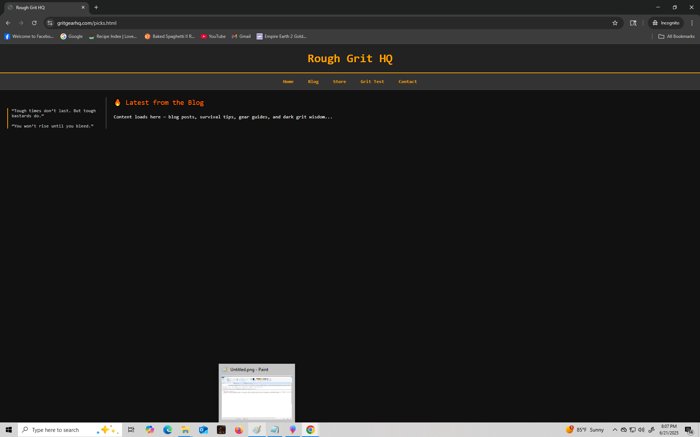 Rough Grit HQ
gritgearhq.com/picks.html
Incognito
Welcome to Facebo...
Google
Recipe Index | Love...
Baked Spaghetti II R...
YouTube
Gmail
Empire Earth 2 Gold...
All Bookmarks
Rough Grit HQ
Home
Blog
Store
Grit Test
Contact
"Tough times don't last. But tough
bastards do."
"You won't rise until you bleed."
🔥 Latest from the Blog
Content loads here — blog posts, survival tips, gear guides, and dark grit wisdom...
Untitled.png - Paint
Type here to search
85°F Sunny
8:07 PM
6/21/2025